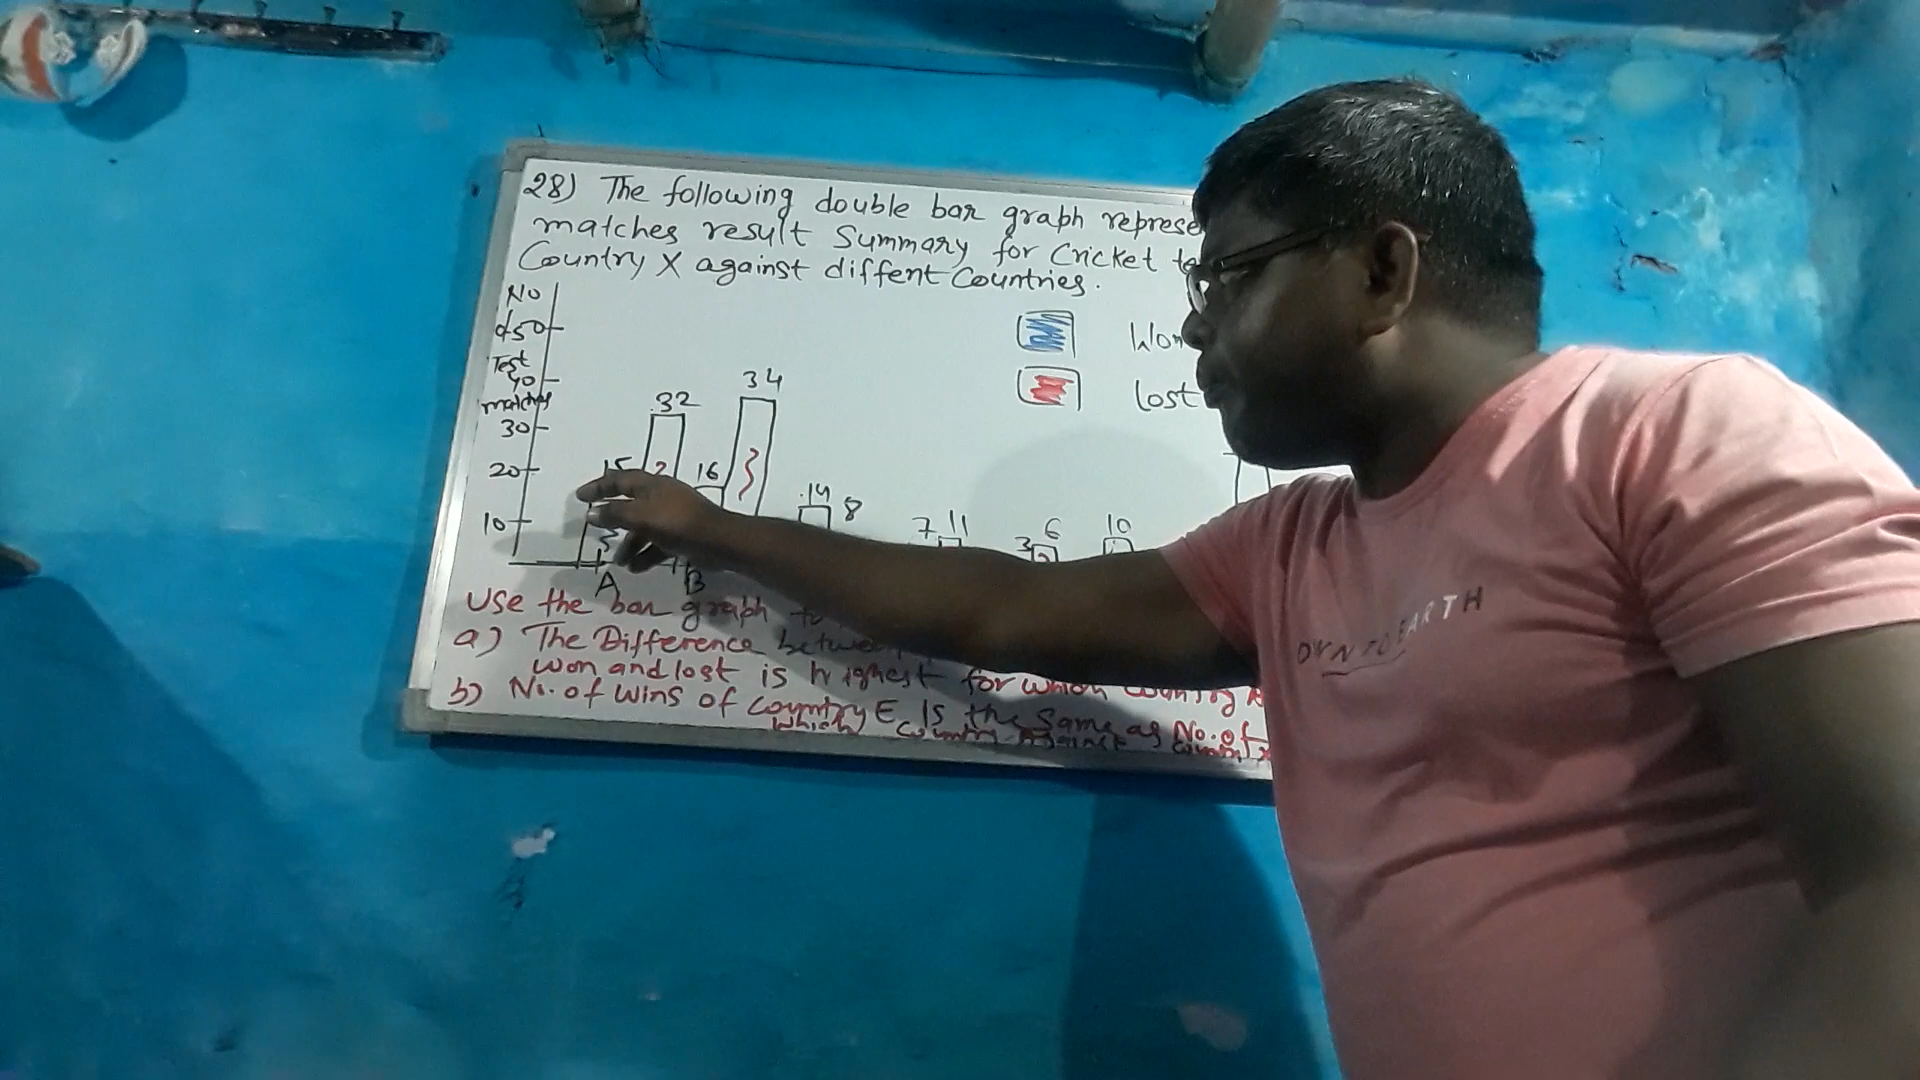 28) The following double bar graph represe
matches result Summary for Cricket te
Country X against diffent Countries.
No
of 50
Test
40
matches
30
20
10
Won
lost
15 32
16 34
14 8
7 11
3 6
10
A B
Use the bar graph to
a) The Difference between
won and lost is highest for which country
b) No. of wins of Country E is the Same as No. of
which Country Against Country X
OWN TO EARTH